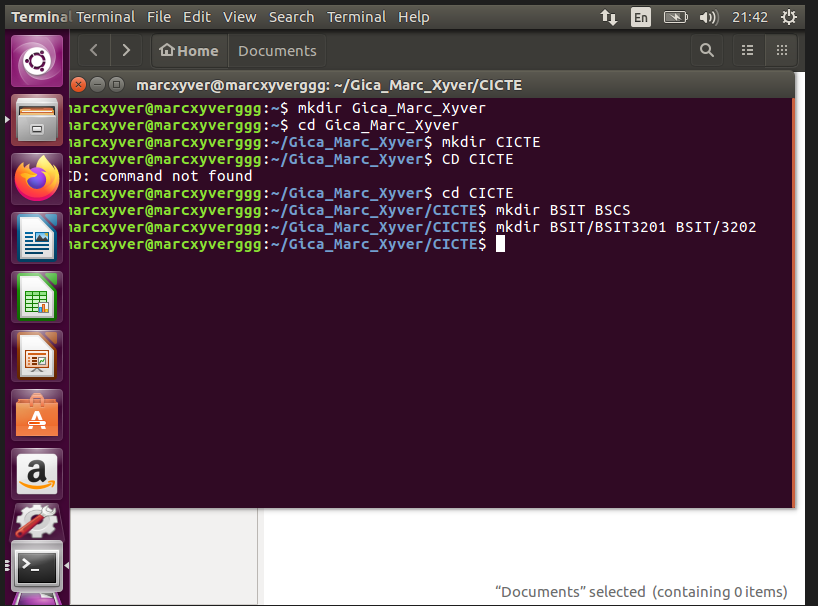 Terminal Terminal File Edit View Search Terminal Help En 21:42
Home Documents
marcxyver@marcxyverggg: ~/Gica_Marc_Xyver/CICTE
marcxyver@marcxyverggg:~$ mkdir Gica_Marc_Xyver
marcxyver@marcxyverggg:~$ cd Gica_Marc_Xyver
marcxyver@marcxyverggg:~/Gica_Marc_Xyver$ mkdir CICTE
marcxyver@marcxyverggg:~/Gica_Marc_Xyver$ CD CICTE
CD: command not found
marcxyver@marcxyverggg:~/Gica_Marc_Xyver$ cd CICTE
marcxyver@marcxyverggg:~/Gica_Marc_Xyver/CICTE$ mkdir BSIT BSCS
marcxyver@marcxyverggg:~/Gica_Marc_Xyver/CICTE$ mkdir BSIT/BSIT3201 BSIT/3202
marcxyver@marcxyverggg:~/Gica_Marc_Xyver/CICTE$
“Documents” selected (containing 0 items)